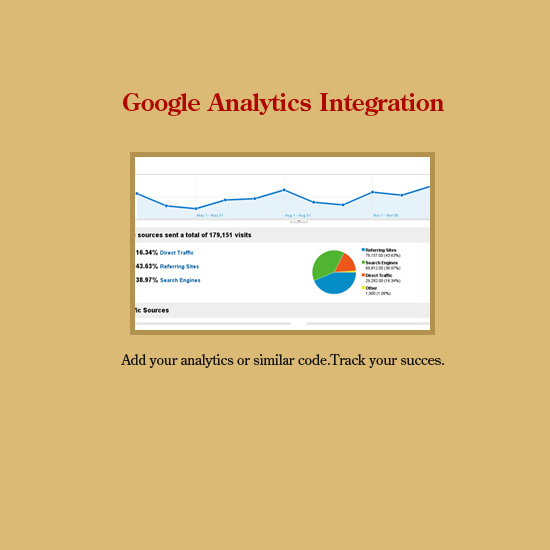 Google Analytics Integration
May 1 - May 31
Aug 1 - Aug 31
Nov 1 - Nov 30
sources sent a total of 179,151 visits
16.34% Direct Traffic
43.63% Referring Sites
38.97% Search Engines
Referring Sites
78,157.00 (43.63%)
Search Engines
69,812.00 (38.97%)
Direct Traffic
29,282.00 (16.34%)
Other
1,900 (1.06%)
ic Sources
Add your analytics or similar code.Track your succes.